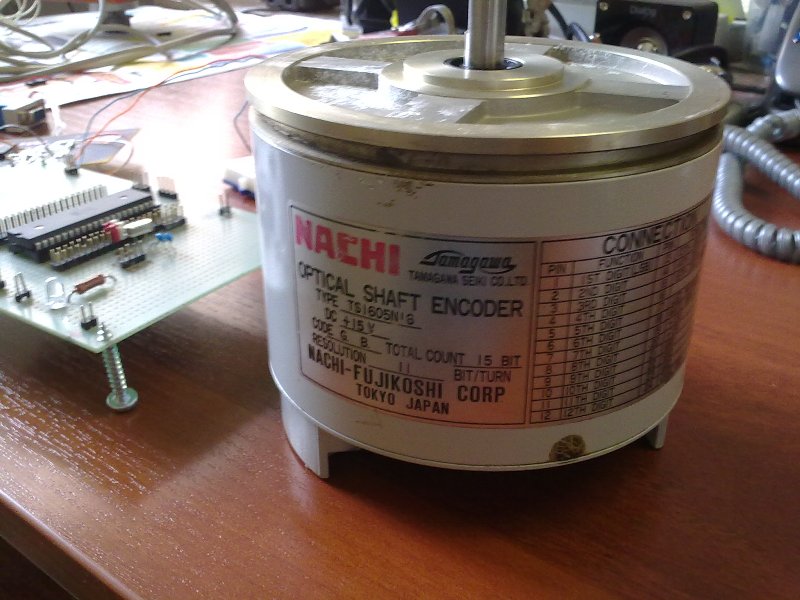 NACHI
Tamagawa
TAMAGAWA SEIKI CO.LTD.
OPTICAL SHAFT ENCODER
TYPE TS1605N18
DC +15 V
CODE G. B TOTAL COUNT 15 BIT
RESOLUTION 11 BIT/TURN
NACHI-FUJIKOSHI CORP
TOKYO JAPAN
CONNECTION
PIN FUNCTION
1 1ST DIGIT (LSB)
2 2ND DIGIT
3 3RD DIGIT
4 4TH DIGIT
5 5TH DIGIT
6 6TH DIGIT
7 7TH DIGIT
8 8TH DIGIT
9 9TH DIGIT
10 10TH DIGIT
11 11TH DIGIT
12 12TH DIGIT